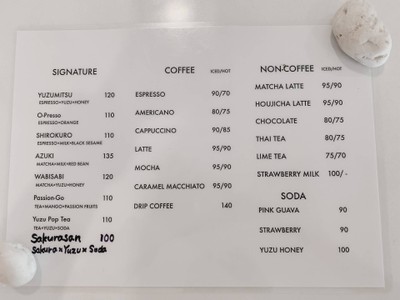 SIGNATURE
YUZUMITSU 120
ESPRESSO+YUZU+HONEY
O-Presso 110
ESPRESSO+ORANGE
SHIROKURO 110
ESPRESSO+MILK+BLACK SESAME
AZUKI 135
MATCHA+MILK+RED BEAN
WABISABI 120
MATCHA+YUZU+HONEY
Passion-Go 110
TEA+MANGO+PASSION FRUITS
Yuzu Pop Tea 110
TEA+YUZU+SODA
Sakurasan 100
Sakura x Yuzu x Soda
COFFEE ICED/HOT
ESPRESSO 90/70
AMERICANO 80/75
CAPPUCCINO 90/85
LATTE 95/90
MOCHA 95/90
CARAMEL MACCHIATO 95/90
DRIP COFFEE 140
NON-COFFEE ICED/HOT
MATCHA LATTE 95/90
HOUJICHA LATTE 95/90
CHOCOLATE 80/75
THAI TEA 80/75
LIME TEA 75/70
STRAWBERRY MILK 100/-
SODA
PINK GUAVA 90
STRAWBERRY 90
YUZU HONEY 100